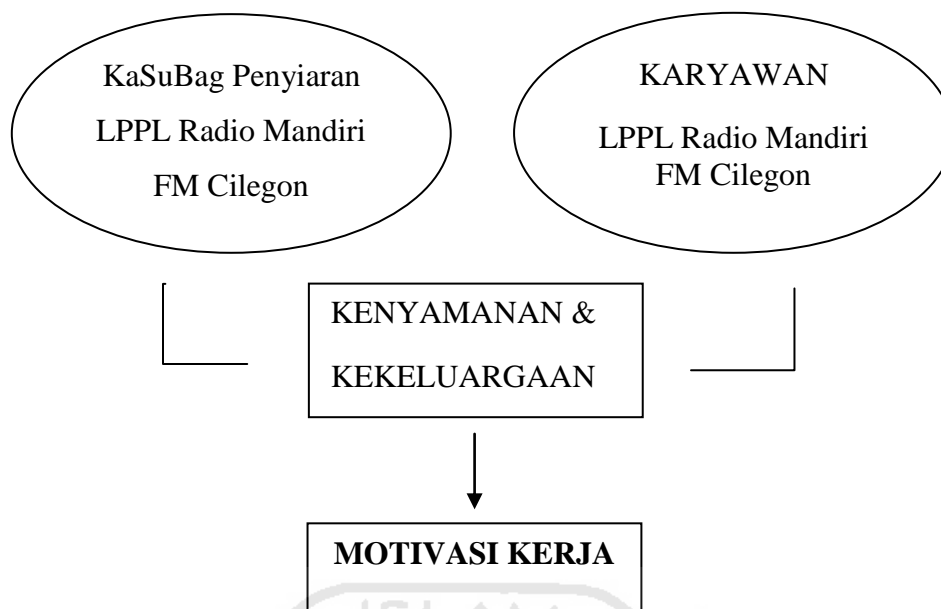 KaSuBag Penyiaran
LPPL Radio Mandiri
FM Cilegon
KARYAWAN
LPPL Radio Mandiri
FM Cilegon
KENYAMANAN &
KEKELUARGAAN
MOTIVASI KERJA